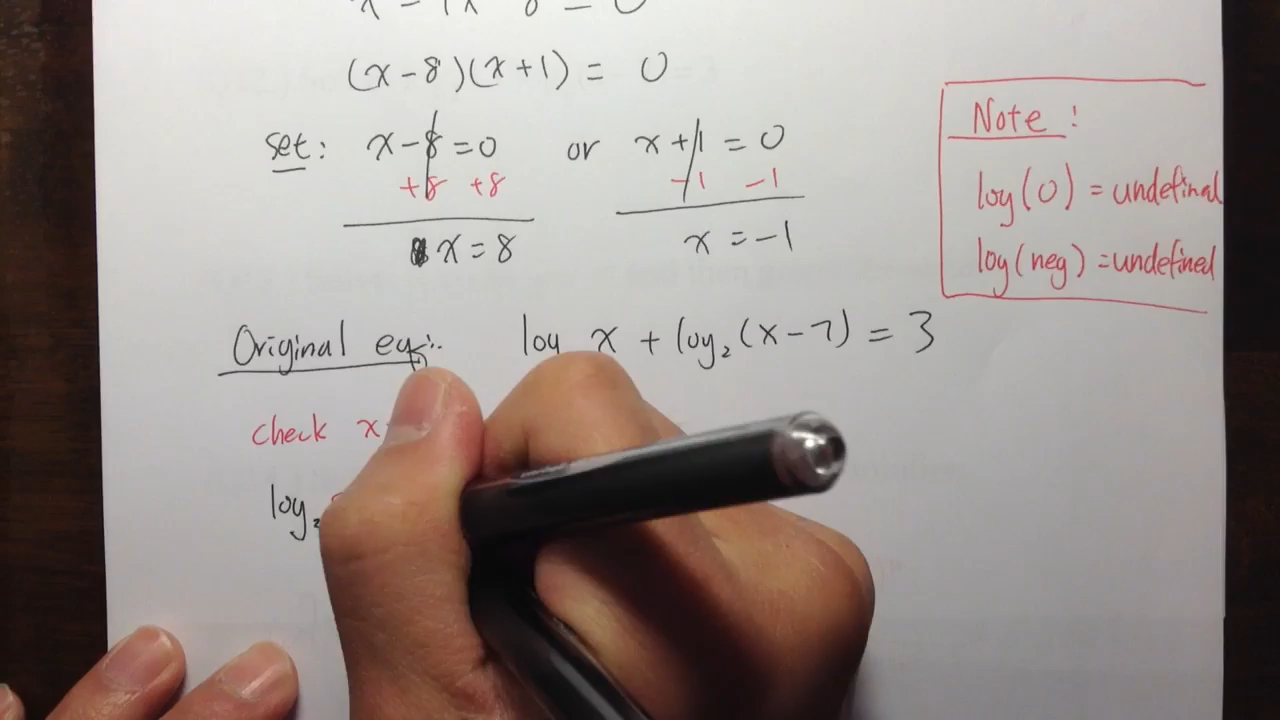 (x-8)(x+1) = 0
set: x-8=0 or x+1=0
+8 +8 -1 -1
x=8 x=-1
Note:
log(0) = undefined
log(neg) = undefined
Original eq: log x + log₂(x-7) = 3
check x
log₂